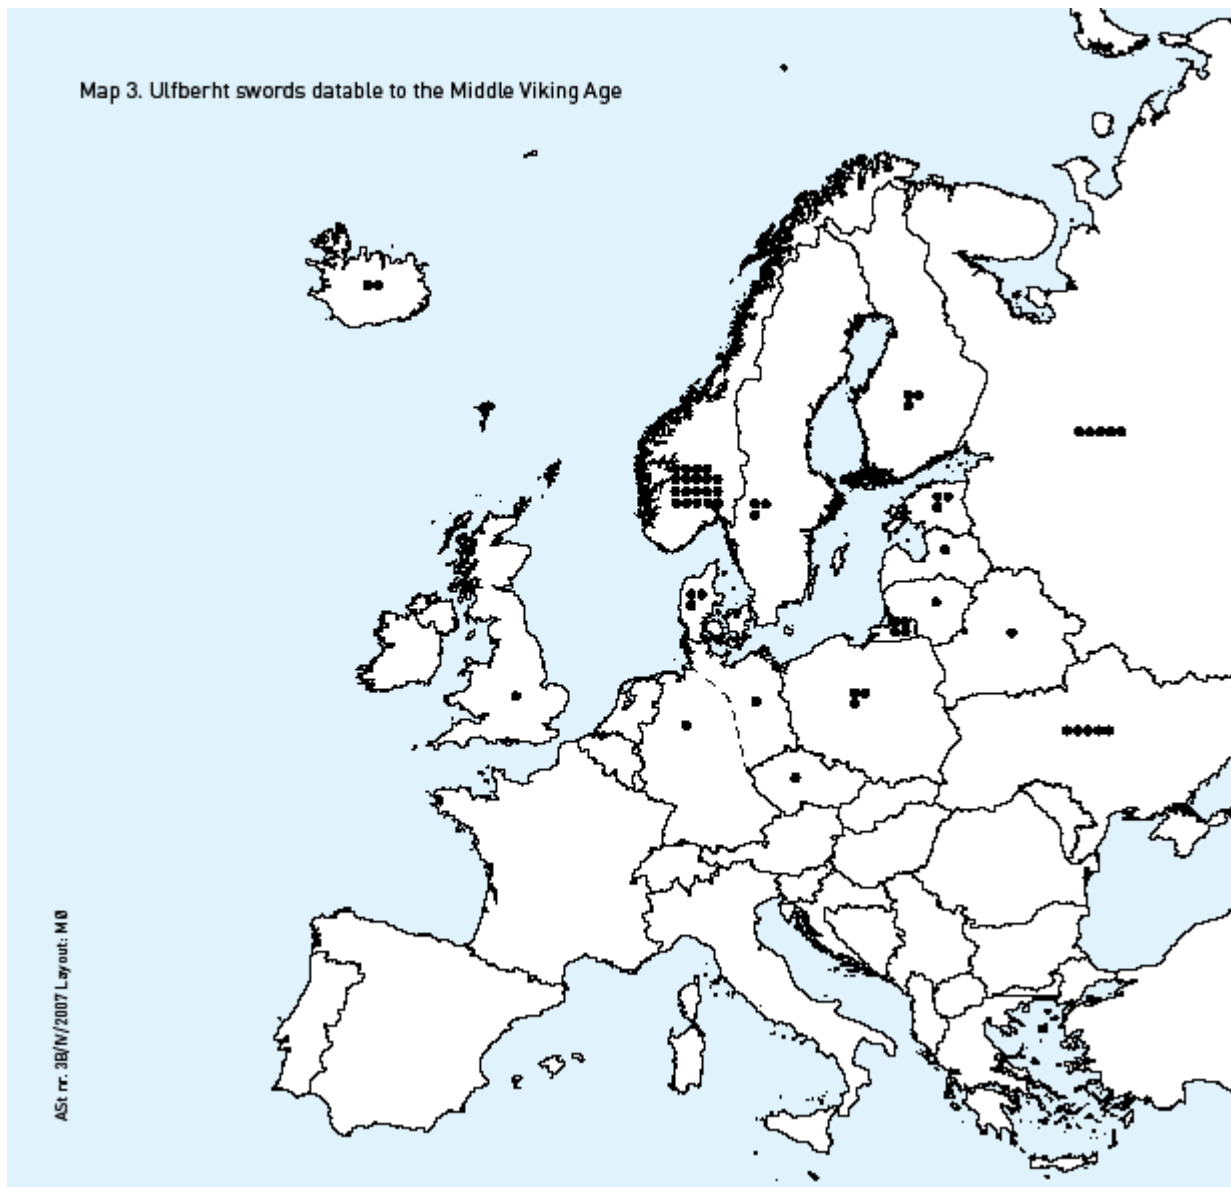 Map 3. Ulfberht swords datable to the Middle Viking Age
ASt nr. 3B/N/2007 Layout: MØ